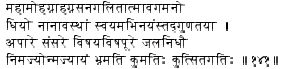 महामोहग्राहग्रसनगलितात्मावगमनो
धियो नानावस्थां स्वयमभिनयंस्तद्गुणतया ।
अपारे संसारे विषयविषपूरे जलनिधौ
निमज्योन्मज्यायं भ्रमति कुमतिः कुत्सितगतिः ॥१४१॥